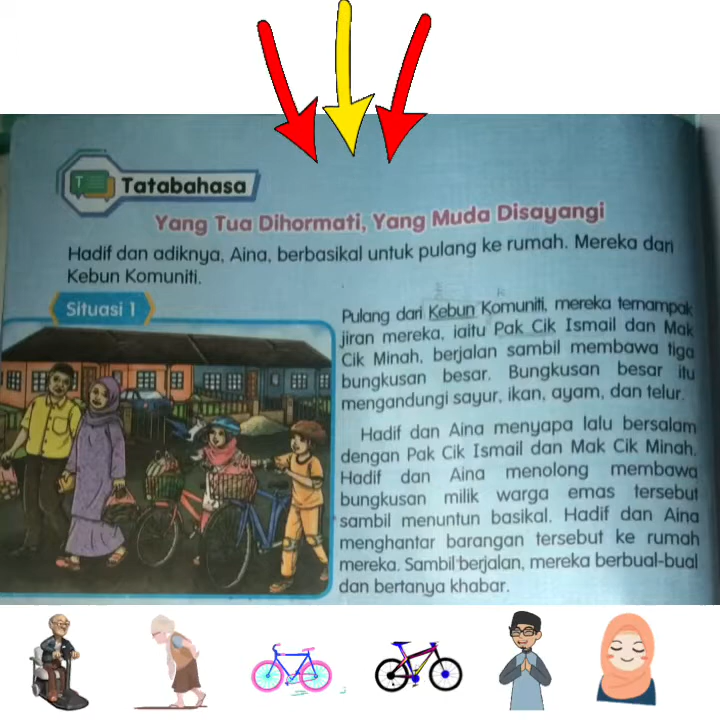 T
Tatabahasa
Yang Tua Dihormati, Yang Muda Disayangi
Hadif dan adiknya, Aina, berbasikal untuk pulang ke rumah. Mereka dari
Kebun Komuniti.
Situasi 1
Pulang dari Kebun Komuniti, mereka ternampak
jiran mereka, iaitu Pak Cik Ismail dan Mak
Cik Minah, berjalan sambil membawa tiga
bungkusan besar. Bungkusan besar itu
mengandungi sayur, ikan, ayam, dan telur.
Hadif dan Aina menyapa lalu bersalam
dengan Pak Cik Ismail dan Mak Cik Minah.
Hadif dan Aina menolong membawa
bungkusan milik warga emas tersebut
sambil menuntun basikal. Hadif dan Aina
menghantar barangan tersebut ke rumah
mereka. Sambil berjalan, mereka berbual-bual
dan bertanya khabar.